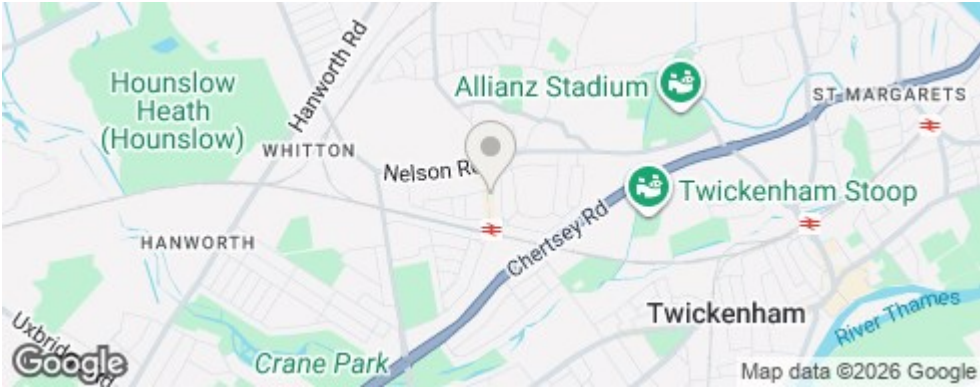 Hounslow
Heath
(Hounslow)
Hanworth Rd
Allianz Stadium
ST MARGARETS
WHITTON
Nelson
Twickenham Stoop
Chertsey Rd
HANWORTH
Twickenham
River Thames
Crane Park
Google
Map data ©2026 Google